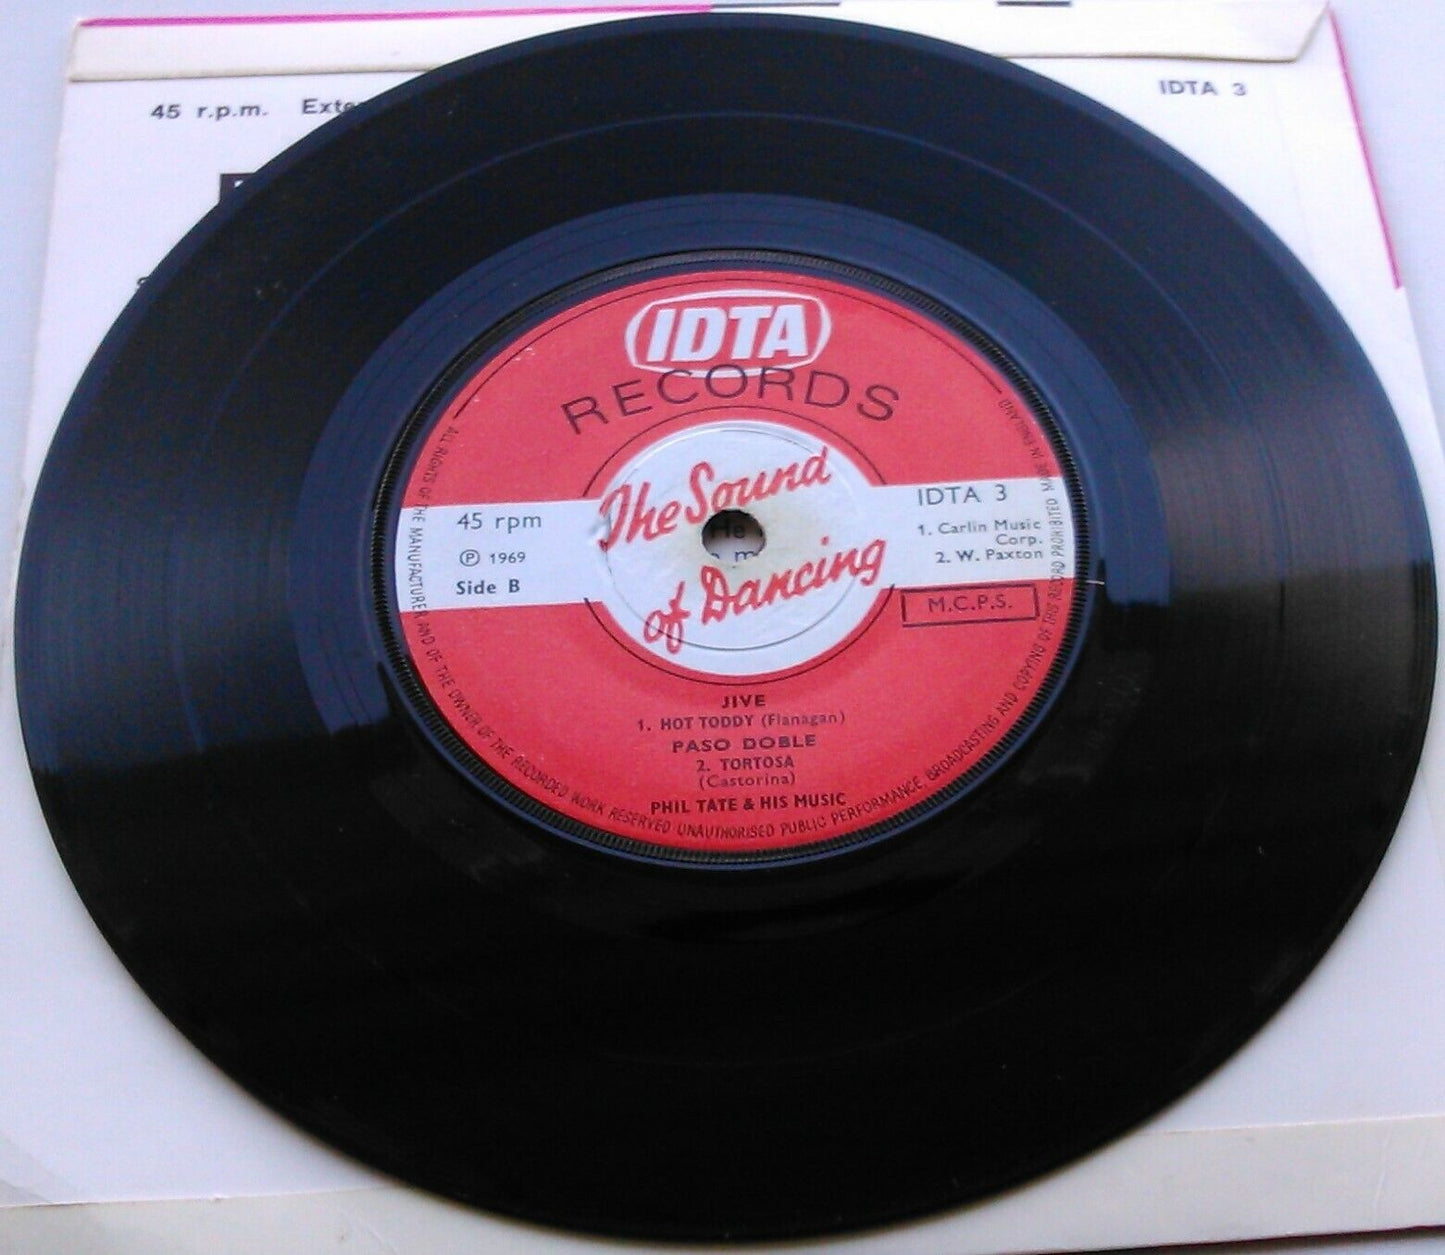 45 r.p.m.
IDTA 3
IDTA
RECORDS
The Sound
of Dancing
45 rpm
Ⓟ 1969
Side B
IDTA 3
1. Carlin Music
Corp.
2. W. Paxton
M.C.P.S.
JIVE
1. HOT TODDY (Flanagan)
PASO DOBLE
2. TORTOSA
(Castorina)
PHIL TATE & HIS MUSIC
ALL RIGHTS OF THE MANUFACTURER AND OF THE OWNER OF THE RECORDED WORK RESERVED UNAUTHORISED PUBLIC PERFORMANCE BROADCASTING AND COPYING OF THIS RECORD PROHIBITED MADE IN ENGLAND